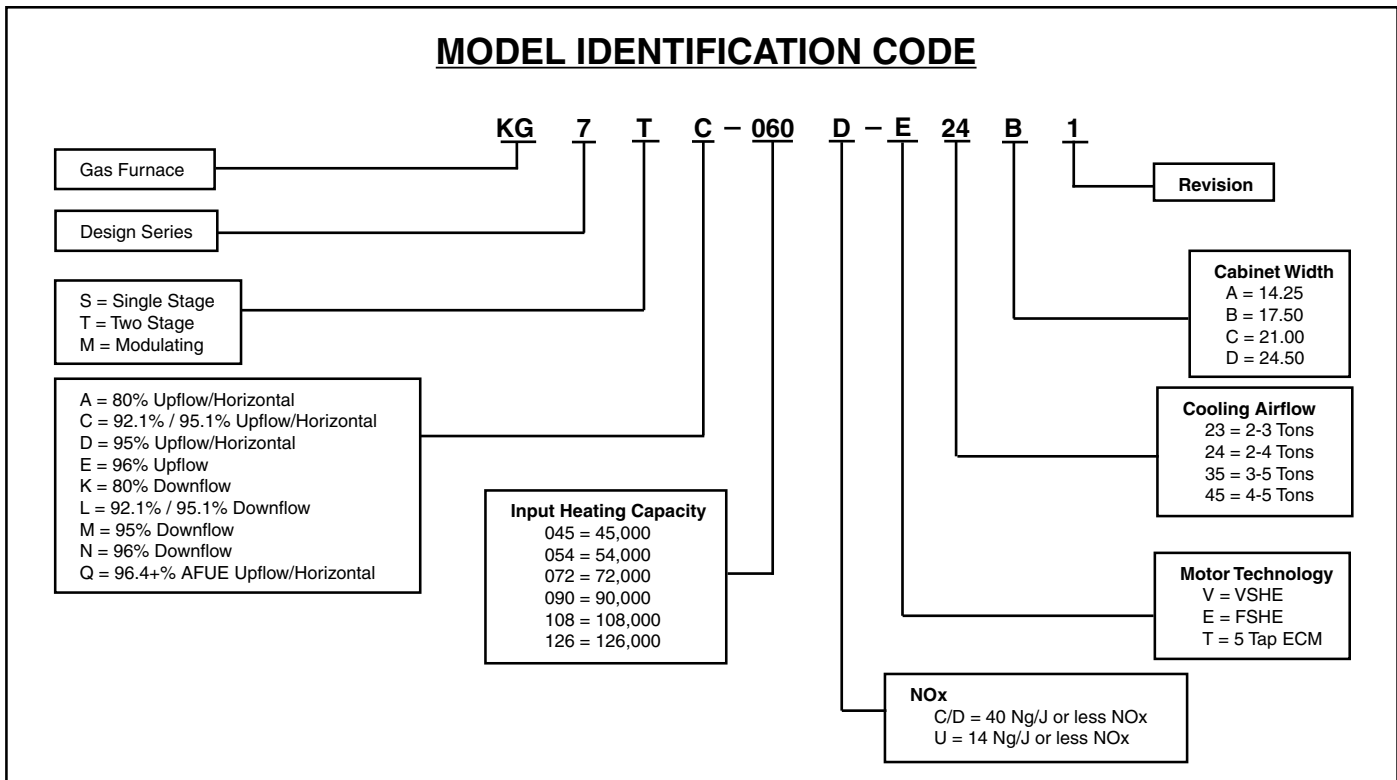 MODEL IDENTIFICATION CODE
KG 7 T C – 060 D – E 24 B 1
Gas Furnace
Revision
Design Series
S = Single Stage
T = Two Stage
M = Modulating
Cabinet Width
A = 14.25
B = 17.50
C = 21.00
D = 24.50
A = 80% Upflow/Horizontal
C = 92.1% / 95.1% Upflow/Horizontal
D = 95% Upflow/Horizontal
E = 96% Upflow
K = 80% Downflow
L = 92.1% / 95.1% Downflow
M = 95% Downflow
N = 96% Downflow
Q = 96.4+% AFUE Upflow/Horizontal
Cooling Airflow
23 = 2-3 Tons
24 = 2-4 Tons
35 = 3-5 Tons
45 = 4-5 Tons
Input Heating Capacity
045 = 45,000
054 = 54,000
072 = 72,000
090 = 90,000
108 = 108,000
126 = 126,000
Motor Technology
V = VSHE
E = FSHE
T = 5 Tap ECM
NOx
C/D = 40 Ng/J or less NOx
U = 14 Ng/J or less NOx